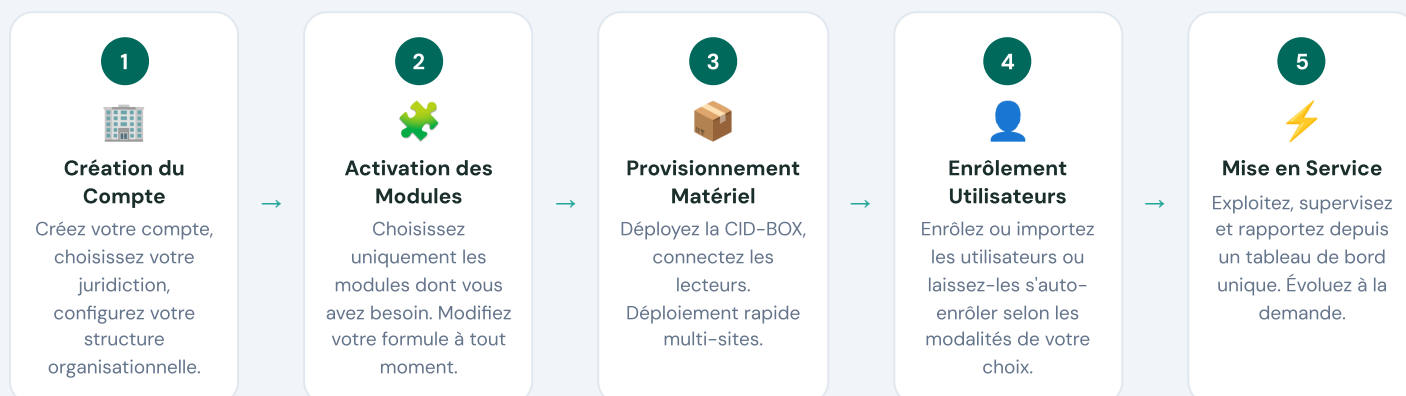 1
Création du
Compte
Créez votre compte,
choisissez votre
juridiction,
configurez votre
structure
organisationnelle.
→
2
Activation des
Modules
Choisissez
uniquement les
modules dont vous
avez besoin. Modifiez
votre formule à tout
moment.
→
3
Provisionnement
Matériel
Déployez la CID-BOX,
connectez les
lecteurs.
Déploiement rapide
multi-sites.
→
4
Enrôlement
Utilisateurs
Enrôlez ou importez
les utilisateurs ou
laissez-les s'auto-
enrôler selon les
modalités de votre
choix.
→
5
Mise en Service
Exploitez, supervisez
et rapportez depuis
un tableau de bord
unique. Évoluez à la
demande.